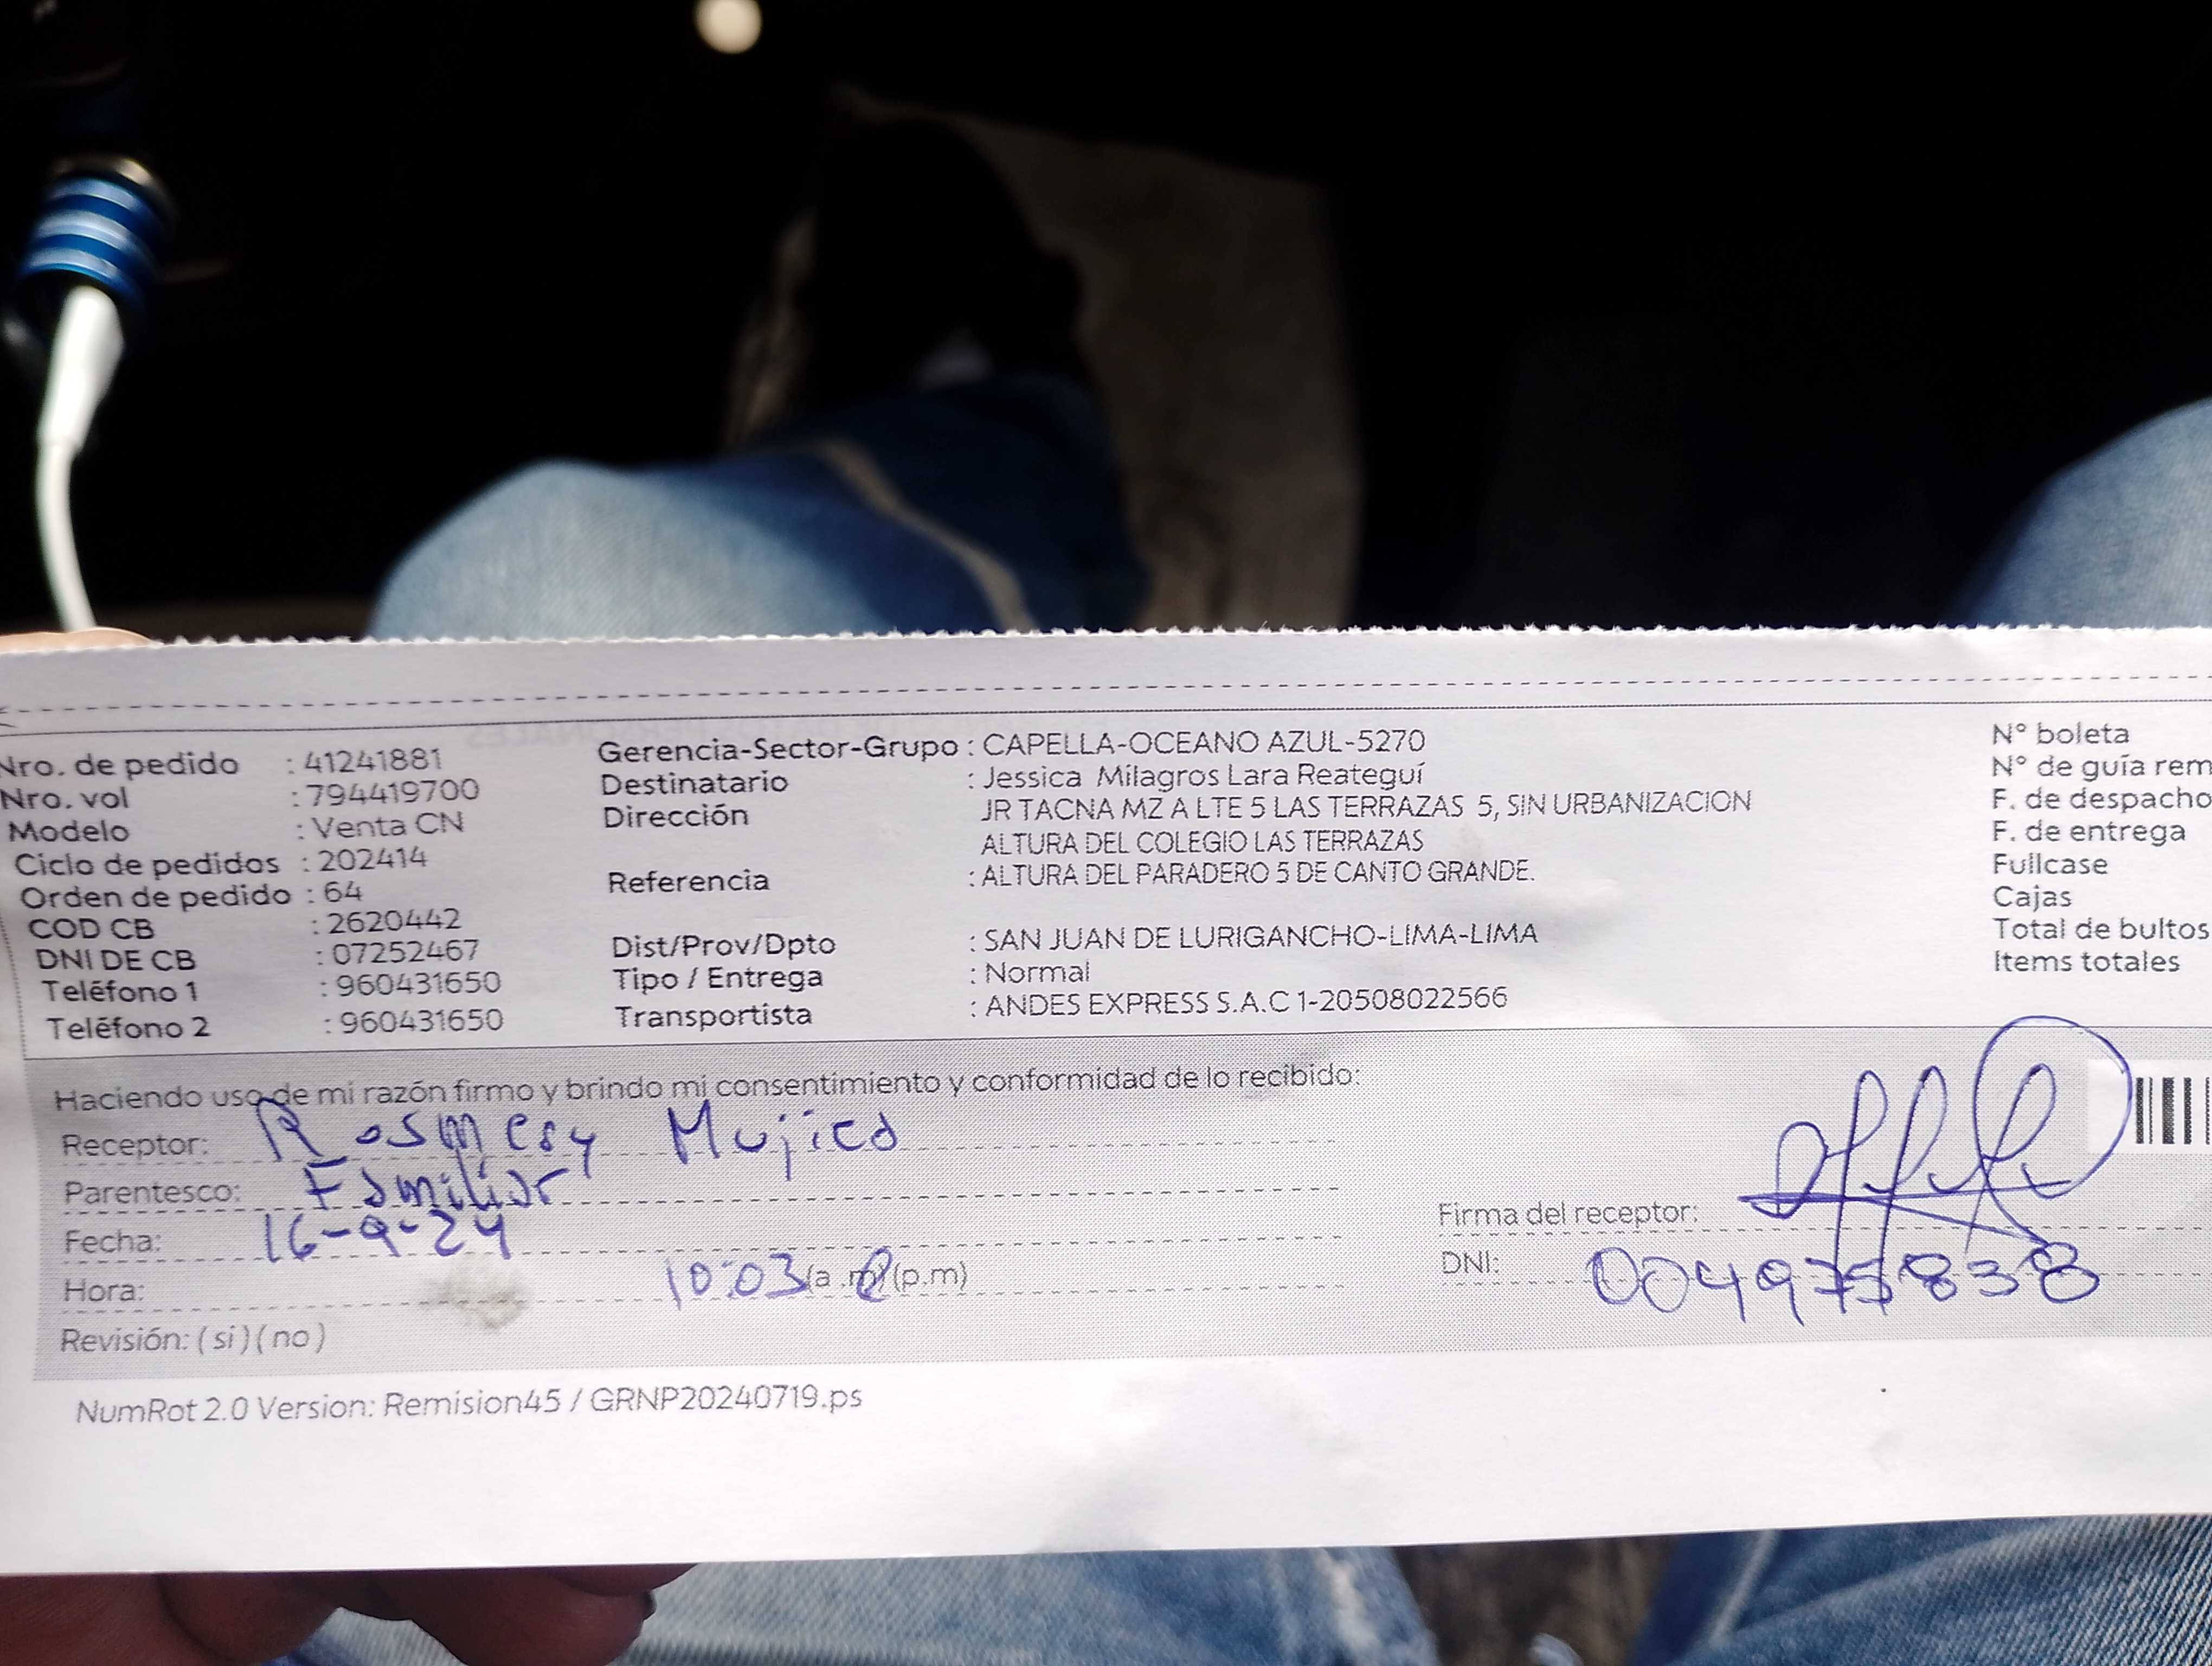 Nro. de pedido : 41241881
Nro. vol : 794419700
Modelo : Venta CN
Ciclo de pedidos : 202414
Orden de pedido : 64
COD CB : 2620442
DNI DE CB : 07252467
Teléfono 1 : 960431650
Teléfono 2 : 960431650
Gerencia-Sector-Grupo : CAPELLA-OCEANO AZUL-5270
Destinatario : Jessica Milagros Lara Reateguí
Dirección JR TACNA MZ A LTE 5 LAS TERRAZAS 5, SIN URBANIZACION
ALTURA DEL COLEGIO LAS TERRAZAS
Referencia : ALTURA DEL PARADERO 5 DE CANTO GRANDE.
Dist/Prov/Dpto : SAN JUAN DE LURIGANCHO-LIMA-LIMA
Tipo / Entrega : Normal
Transportista : ANDES EXPRESS S.A.C 1-20508022566
N° boleta
N° de guía rem
F. de despacho
F. de entrega
Fullcase
Cajas
Total de bultos
Items totales
Haciendo uso de mi razón firmo y brindo mi consentimiento y conformidad de lo recibido:
Receptor: Rosmery Mujica
Parentesco: Familiar
Fecha: 16-9-24
Hora: 10:03 (a.m) (p.m)
Revisión: (si) (no)
Firma del receptor:
DNI: 004975838
NumRot 2.0 Version: Remision45 / GRNP20240719.ps